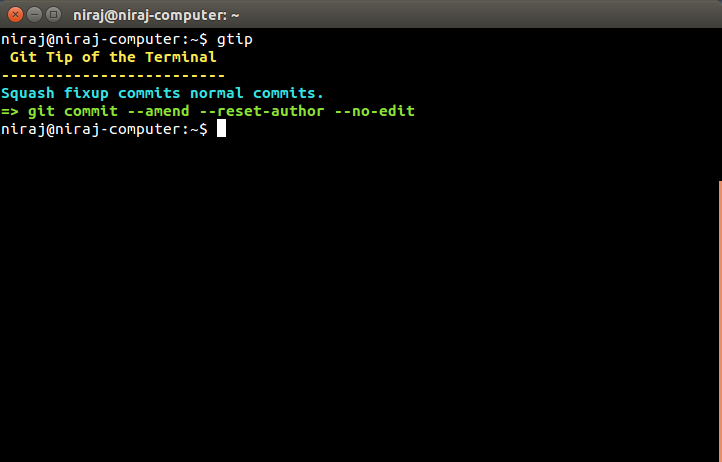 niraj@niraj-computer: ~
niraj@niraj-computer:~$ gtip
Git Tip of the Terminal
-------------------------
Squash fixup commits normal commits.
=> git commit --amend --reset-author --no-edit
niraj@niraj-computer:~$